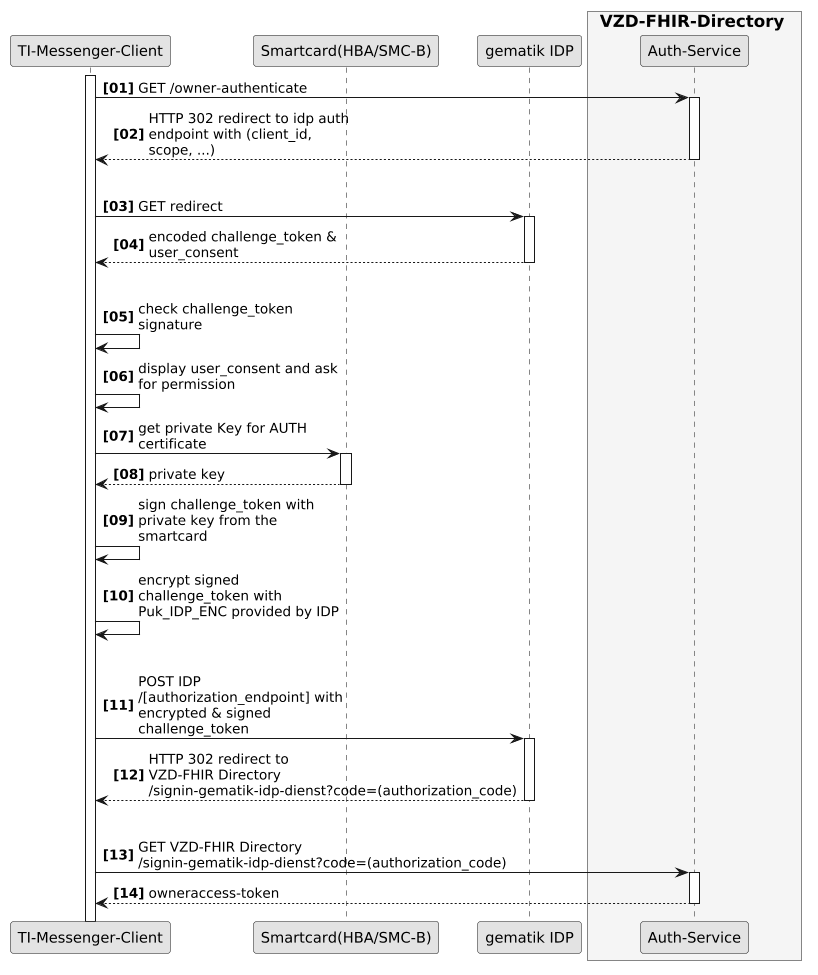 VZD-FHIR-Directory
TI-Messenger-Client
Smartcard(HBA/SMC-B)
gematik IDP
Auth-Service
[01] GET /owner-authenticate
HTTP 302 redirect to idp auth
[02] endpoint with (client_id,
scope, ...)
[03] GET redirect
[04] encoded challenge_token &
user_consent
[05] check challenge_token
signature
[06] display user_consent and ask
for permission
[07] get private Key for AUTH
certificate
[08] private key
sign challenge_token with
[09] private key from the
smartcard
encrypt signed
[10] challenge_token with
Puk_IDP_ENC provided by IDP
POST IDP
/[authorization_endpoint] with
[11] encrypted & signed
challenge_token
HTTP 302 redirect to
[12] VZD-FHIR Directory
/signin-gematik-idp-dienst?code=(authorization_code)
[13] GET VZD-FHIR Directory
/signin-gematik-idp-dienst?code=(authorization_code)
[14] owneraccess-token
TI-Messenger-Client
Smartcard(HBA/SMC-B)
gematik IDP
Auth-Service